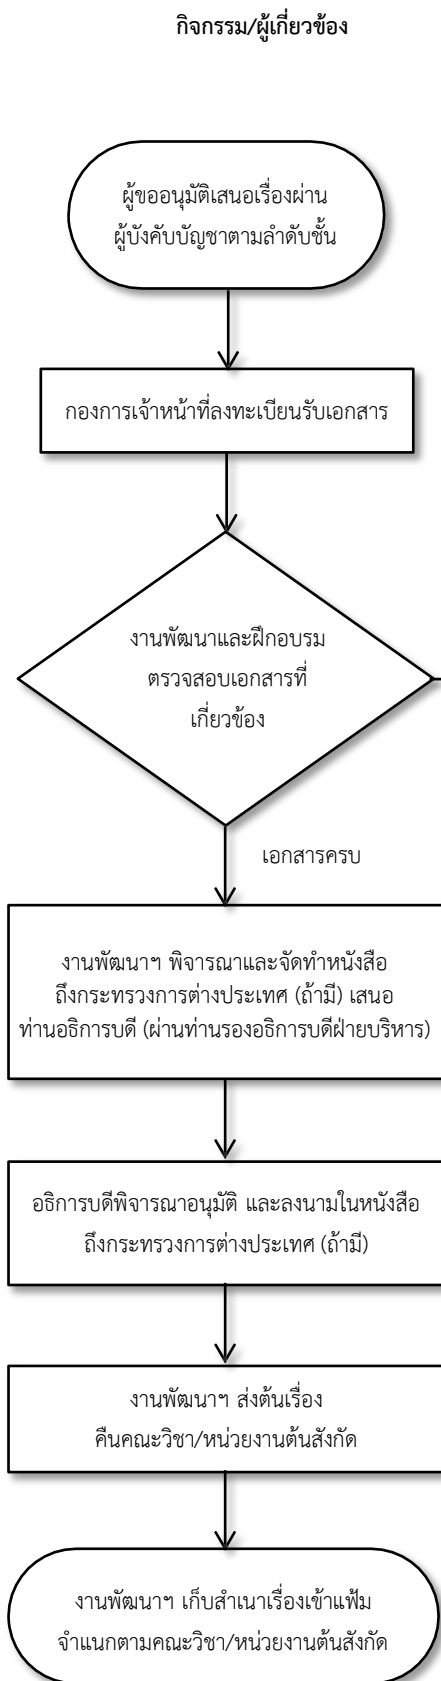 กิจกรรม/ผู้เกี่ยวข้อง
ผู้ขออนุมัติเสนอเรื่องผ่าน
ผู้บังคับบัญชาตามลำดับชั้น
กองการเจ้าหน้าที่ลงทะเบียนรับเอกสาร
งานพัฒนาและฝึกอบรม
ตรวจสอบเอกสารที่
เกี่ยวข้อง
เอกสารครบ
งานพัฒนาฯ พิจารณาและจัดทำหนังสือ
ถึงกระทรวงการต่างประเทศ (ถ้ามี) เสนอ
ท่านอธิการบดี (ผ่านท่านรองอธิการบดีฝ่ายบริหาร)
อธิการบดีพิจารณาอนุมัติ และลงนามในหนังสือ
ถึงกระทรวงการต่างประเทศ (ถ้ามี)
งานพัฒนาฯ ส่งต้นเรื่อง
คืนคณะวิชา/หน่วยงานต้นสังกัด
งานพัฒนาฯ เก็บสำเนาเรื่องเข้าแฟ้ม
จำแนกตามคณะวิชา/หน่วยงานต้นสังกัด